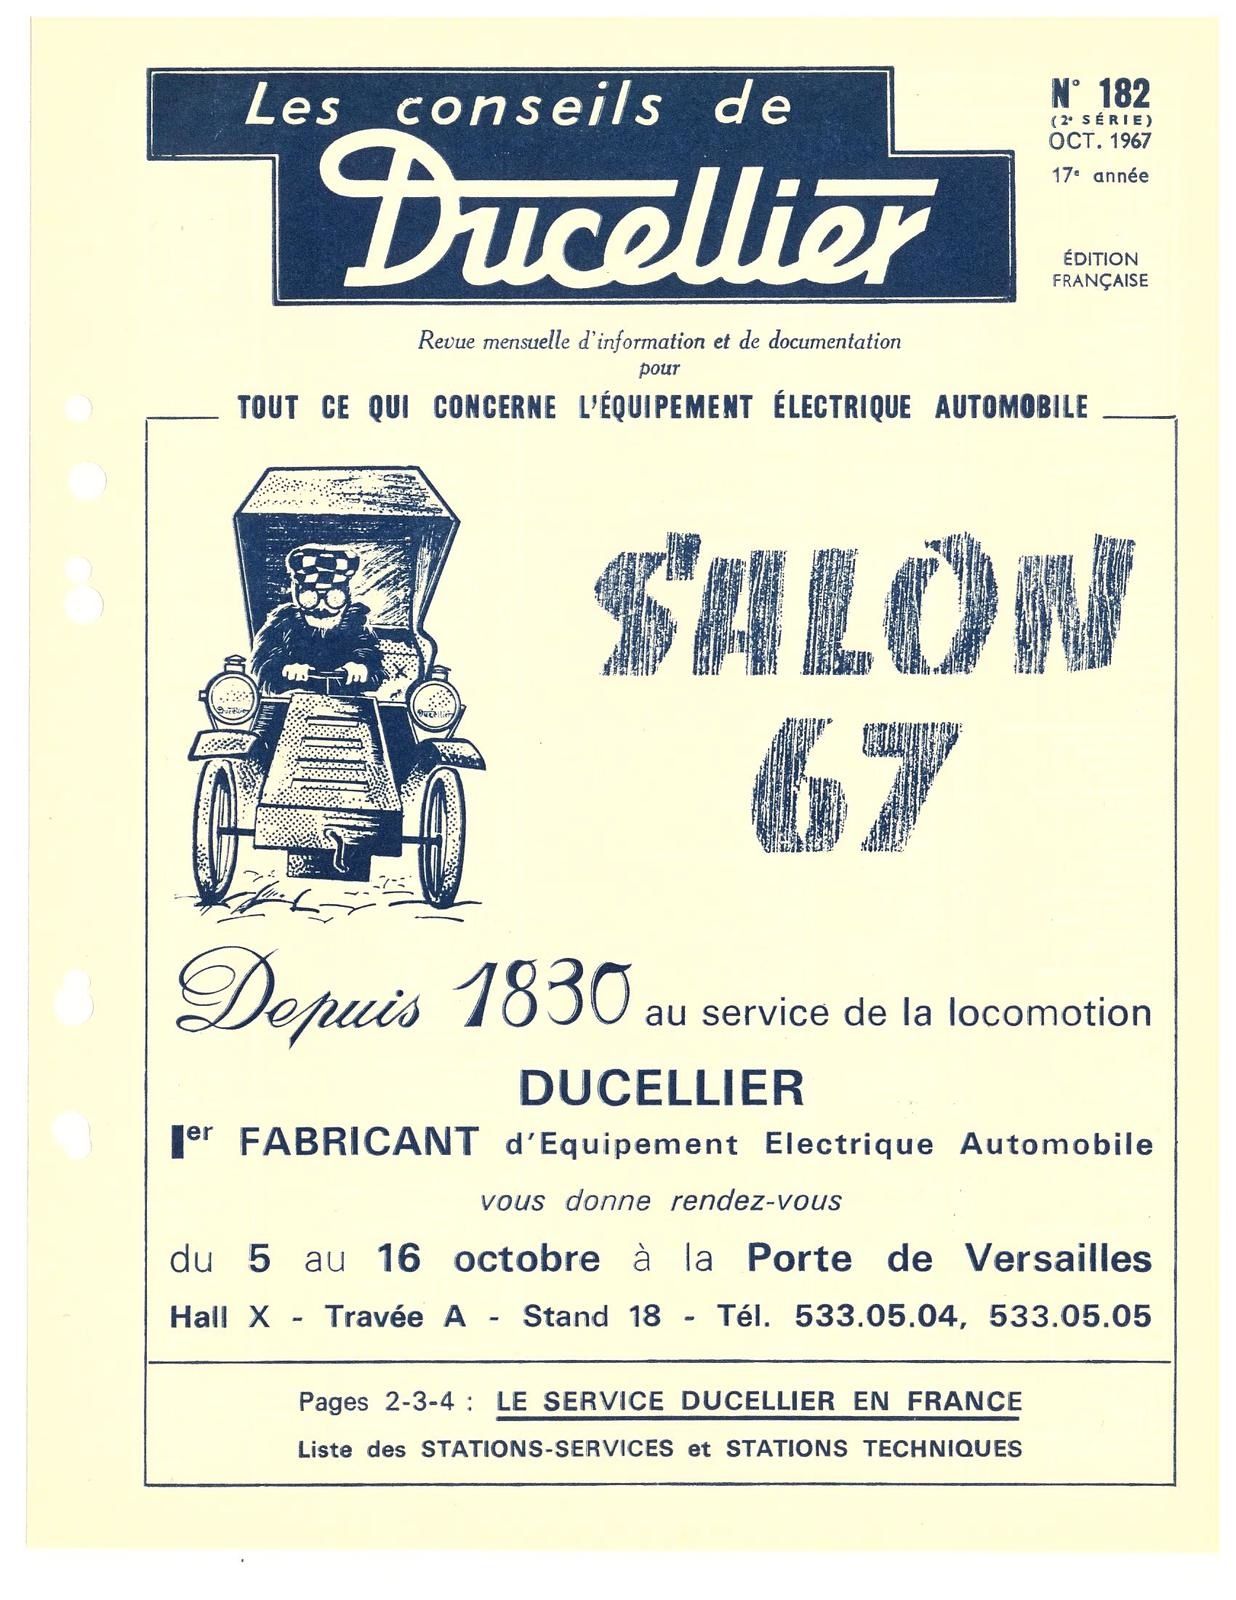 Les conseils de
Ducellier
N° 182
(2e SÉRIE)
OCT. 1967
17e année
ÉDITION
FRANÇAISE
Revue mensuelle d'information et de documentation
pour
TOUT CE QUI CONCERNE L'ÉQUIPEMENT ÉLECTRIQUE AUTOMOBILE
SALON
67
Ducellier
Ducellier
Depuis 1830 au service de la locomotion
DUCELLIER
Ier FABRICANT d'Equipement Electrique Automobile
vous donne rendez-vous
du 5 au 16 octobre à la Porte de Versailles
Hall X - Travée A - Stand 18 - Tél. 533.05.04, 533.05.05
Pages 2-3-4 : LE SERVICE DUCELLIER EN FRANCE
Liste des STATIONS-SERVICES et STATIONS TECHNIQUES